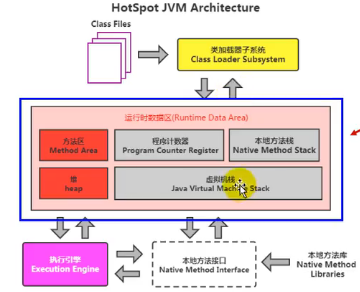 HotSpot JVM Architecture
Class Files
类加载器子系统
Class Loader Subsystem
运行时数据区(Runtime Data Area)
方法区
Method Area
程序计数器
Program Counter Register
本地方法栈
Native Method Stack
堆
heap
虚拟机栈
Java Virtual Machine Stack
执行引擎
Execution Engine
本地方法接口
Native Method Interface
本地方法库
Native Method
Libraries